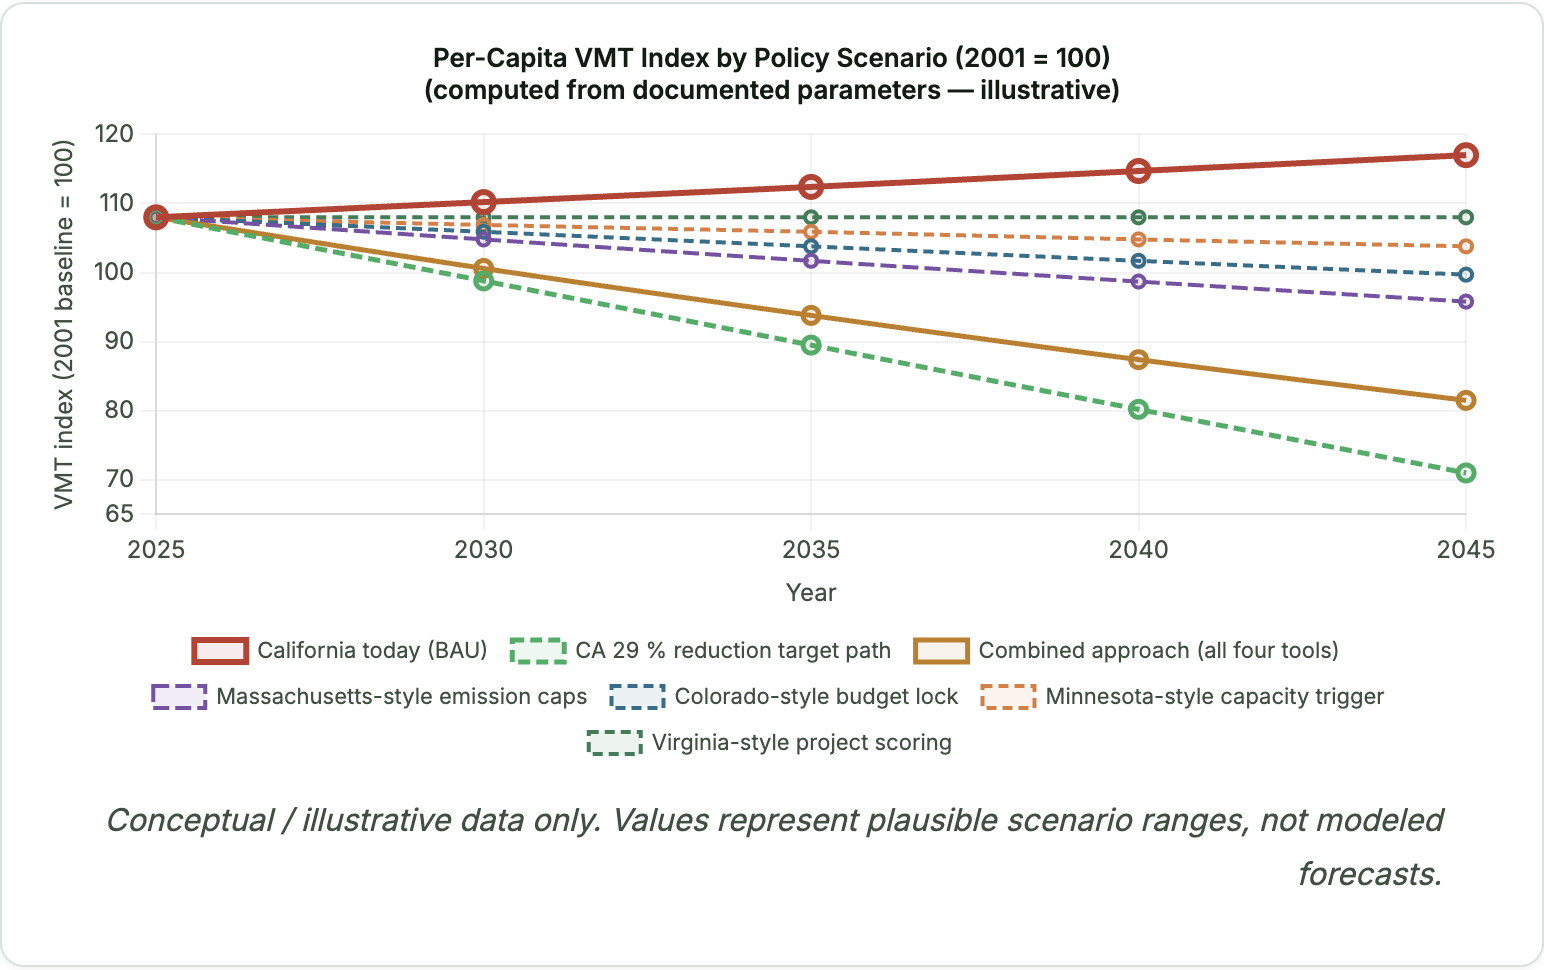 Per-Capita VMT Index by Policy Scenario (2001 = 100)
(computed from documented parameters — illustrative)
VMT index (2001 baseline = 100)
120
110
100
90
80
70
65
2025 2030 2035 2040 2045
Year
California today (BAU) CA 29 % reduction target path Combined approach (all four tools)
Massachusetts-style emission caps Colorado-style budget lock Minnesota-style capacity trigger
Virginia-style project scoring
Conceptual / illustrative data only. Values represent plausible scenario ranges, not modeled
forecasts.